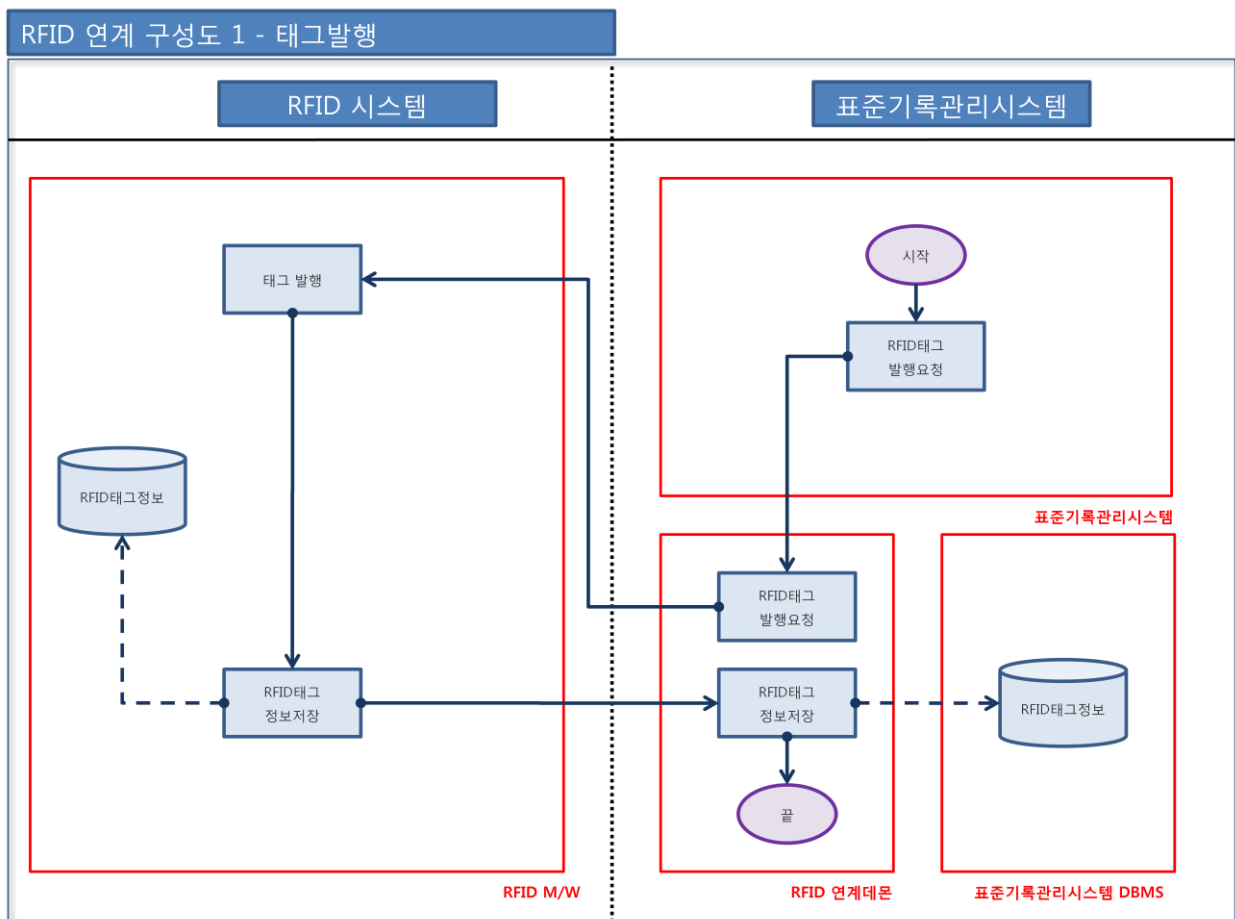 RFID 연계 구성도 1 - 태그발행
RFID 시스템
표준기록관리시스템
시작
태그 발행
RFID태그
발행요청
RFID태그정보
표준기록관리시스템
RFID태그
발행요청
RFID태그
정보저장
RFID태그
정보저장
RFID태그정보
끝
RFID M/W
RFID 연계데몬
표준기록관리시스템 DBMS